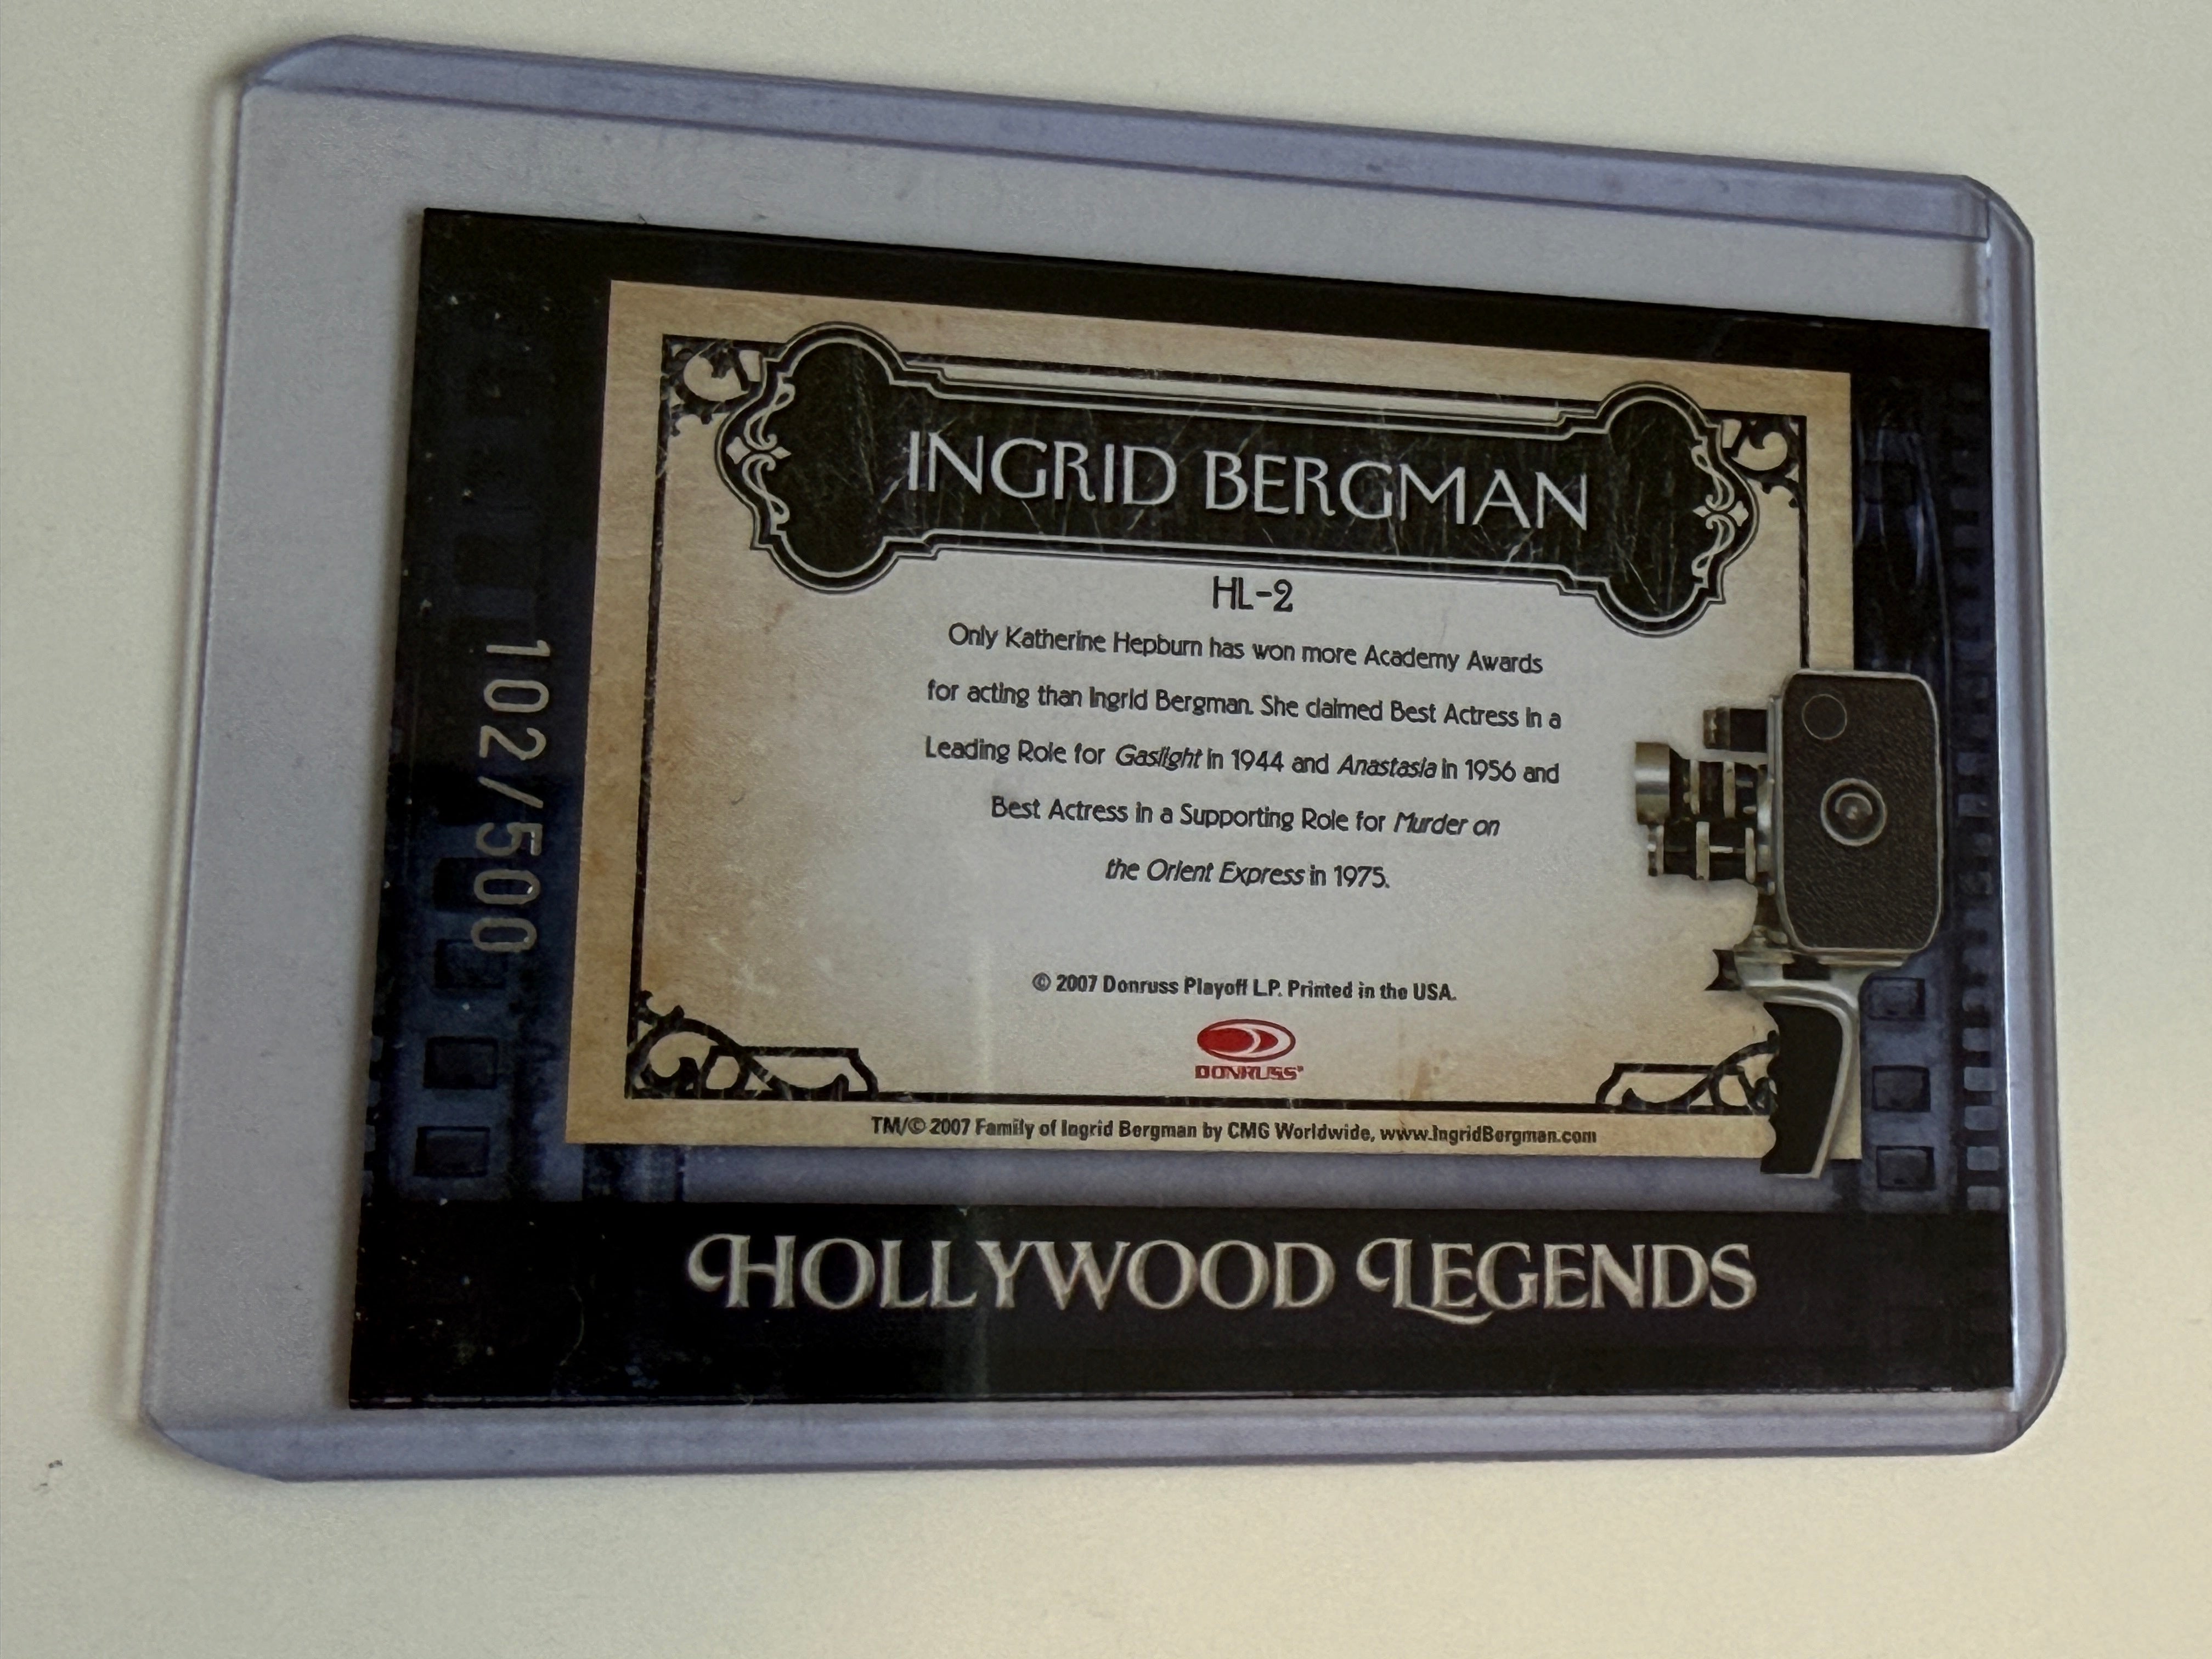 INGRID BERGMAN
HL-2
Only Katherine Hepburn has won more Academy Awards
for acting than Ingrid Bergman. She claimed Best Actress in a
Leading Role for Gaslight in 1944 and Anastasia in 1956 and
Best Actress in a Supporting Role for Murder on
the Orient Express in 1975.
© 2007 Donruss Playoff L.P. Printed in the USA.
DONRUSS®
TM/© 2007 Family of Ingrid Bergman by CMG Worldwide, www.IngridBergman.com
HOLLYWOOD LEGENDS
102/500